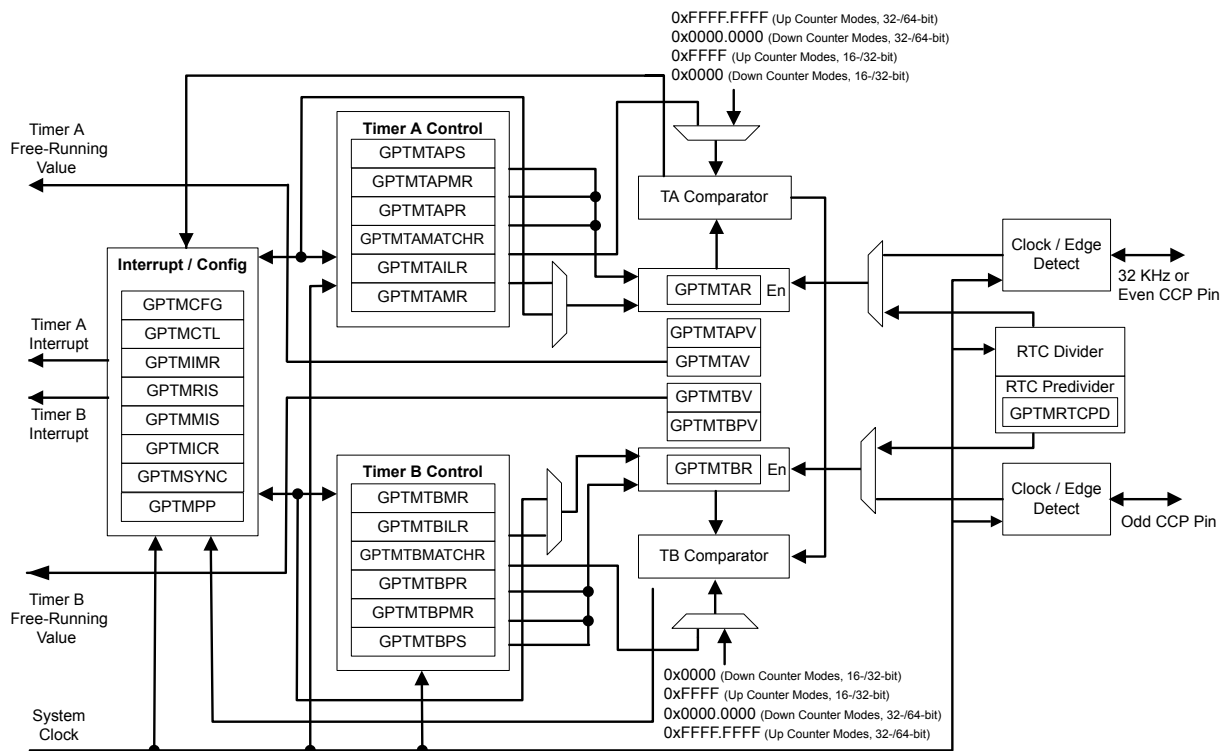 0xFFFF.FFFF (Up Counter Modes, 32-/64-bit)
0x0000.0000 (Down Counter Modes, 32-/64-bit)
0xFFFF (Up Counter Modes, 16-/32-bit)
0x0000 (Down Counter Modes, 16-/32-bit)
Timer A
Free-Running
Value
Timer A Control
GPTMTAPS
GPTMTAPMR
GPTMTAPR
GPTMTAMATCHR
GPTMTAILR
GPTMTAMR
TA Comparator
Clock / Edge
Detect
32 KHz or
Even CCP Pin
Interrupt / Config
GPTMCFG
GPTMCTL
GPTMIMR
GPTMRIS
GPTMMIS
GPTMICR
GPTMSYNC
GPTMPP
GPTMTAR
En
Timer A
Interrupt
GPTMTAPV
GPTMTAV
RTC Divider
RTC Predivider
GPTMRTCPD
Timer B
Interrupt
GPTMTBV
GPTMTBPV
Timer B Control
GPTMTBMR
GPTMTBILR
GPTMTBMATCHR
GPTMTBPR
GPTMTBPMR
GPTMTBPS
GPTMTBR
En
Clock / Edge
Detect
Odd CCP Pin
TB Comparator
Timer B
Free-Running
Value
0x0000 (Down Counter Modes, 16-/32-bit)
0xFFFF (Up Counter Modes, 16-/32-bit)
0x0000.0000 (Down Counter Modes, 32-/64-bit)
0xFFFF.FFFF (Up Counter Modes, 32-/64-bit)
System
Clock